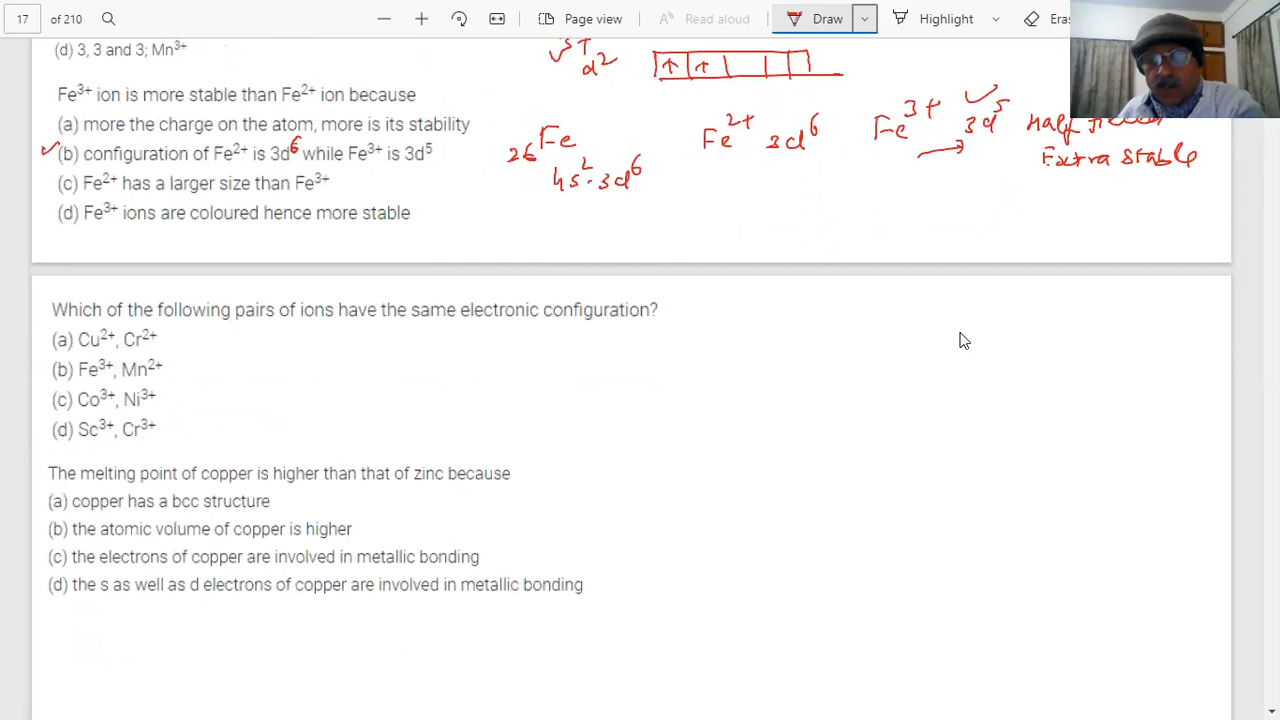 17 of 210 Page view Read aloud Draw Highlight
(d) 3, 3 and 3; Mn³⁺
3+
d²
Fe³⁺ ion is more stable than Fe²⁺ ion because
(a) more the charge on the atom, more is its stability
(b) configuration of Fe²⁺ is 3d⁶ while Fe³⁺ is 3d⁵
(c) Fe²⁺ has a larger size than Fe³⁺
(d) Fe³⁺ ions are coloured hence more stable
₂₆Fe
4s²·3d⁶
Fe²⁺ 3d⁶
Fe³⁺ 3d⁵
Extra stable
Which of the following pairs of ions have the same electronic configuration?
(a) Cu²⁺, Cr²⁺
(b) Fe³⁺, Mn²⁺
(c) Co³⁺, Ni³⁺
(d) Sc³⁺, Cr³⁺
The melting point of copper is higher than that of zinc because
(a) copper has a bcc structure
(b) the atomic volume of copper is higher
(c) the electrons of copper are involved in metallic bonding
(d) the s as well as d electrons of copper are involved in metallic bonding